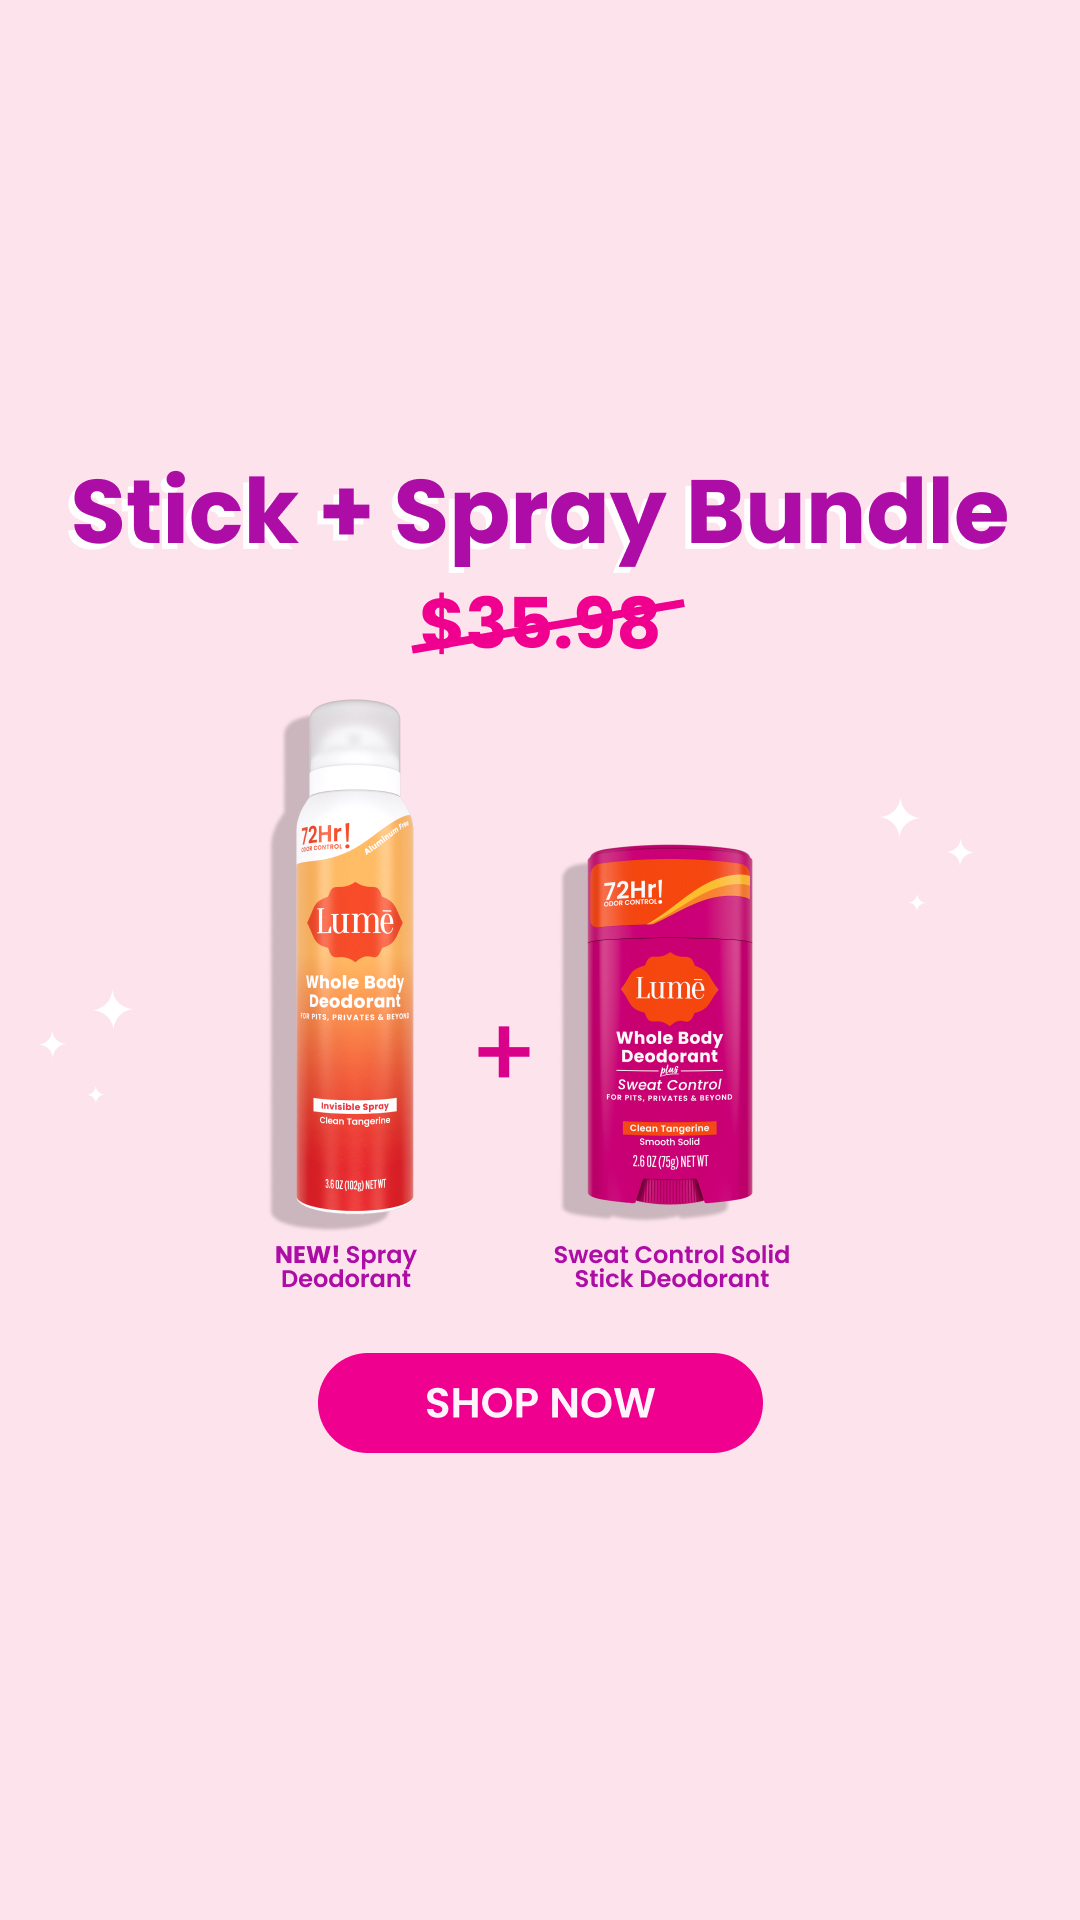 Stick + Spray Bundle
$35.98
72Hr!
ODOR CONTROL
Aluminum Free
Lumē
Whole Body
Deodorant
FOR PITS, PRIVATES & BEYOND
Invisible Spray
Clean Tangerine
3.6 OZ (102g) NET WT
+
72Hr!
ODOR CONTROL
Lumē
Whole Body
Deodorant
plus
Sweat Control
FOR PITS, PRIVATES & BEYOND
Clean Tangerine
Smooth Solid
2.6 OZ (75g) NET WT
NEW! Spray
Deodorant
Sweat Control Solid
Stick Deodorant
SHOP NOW